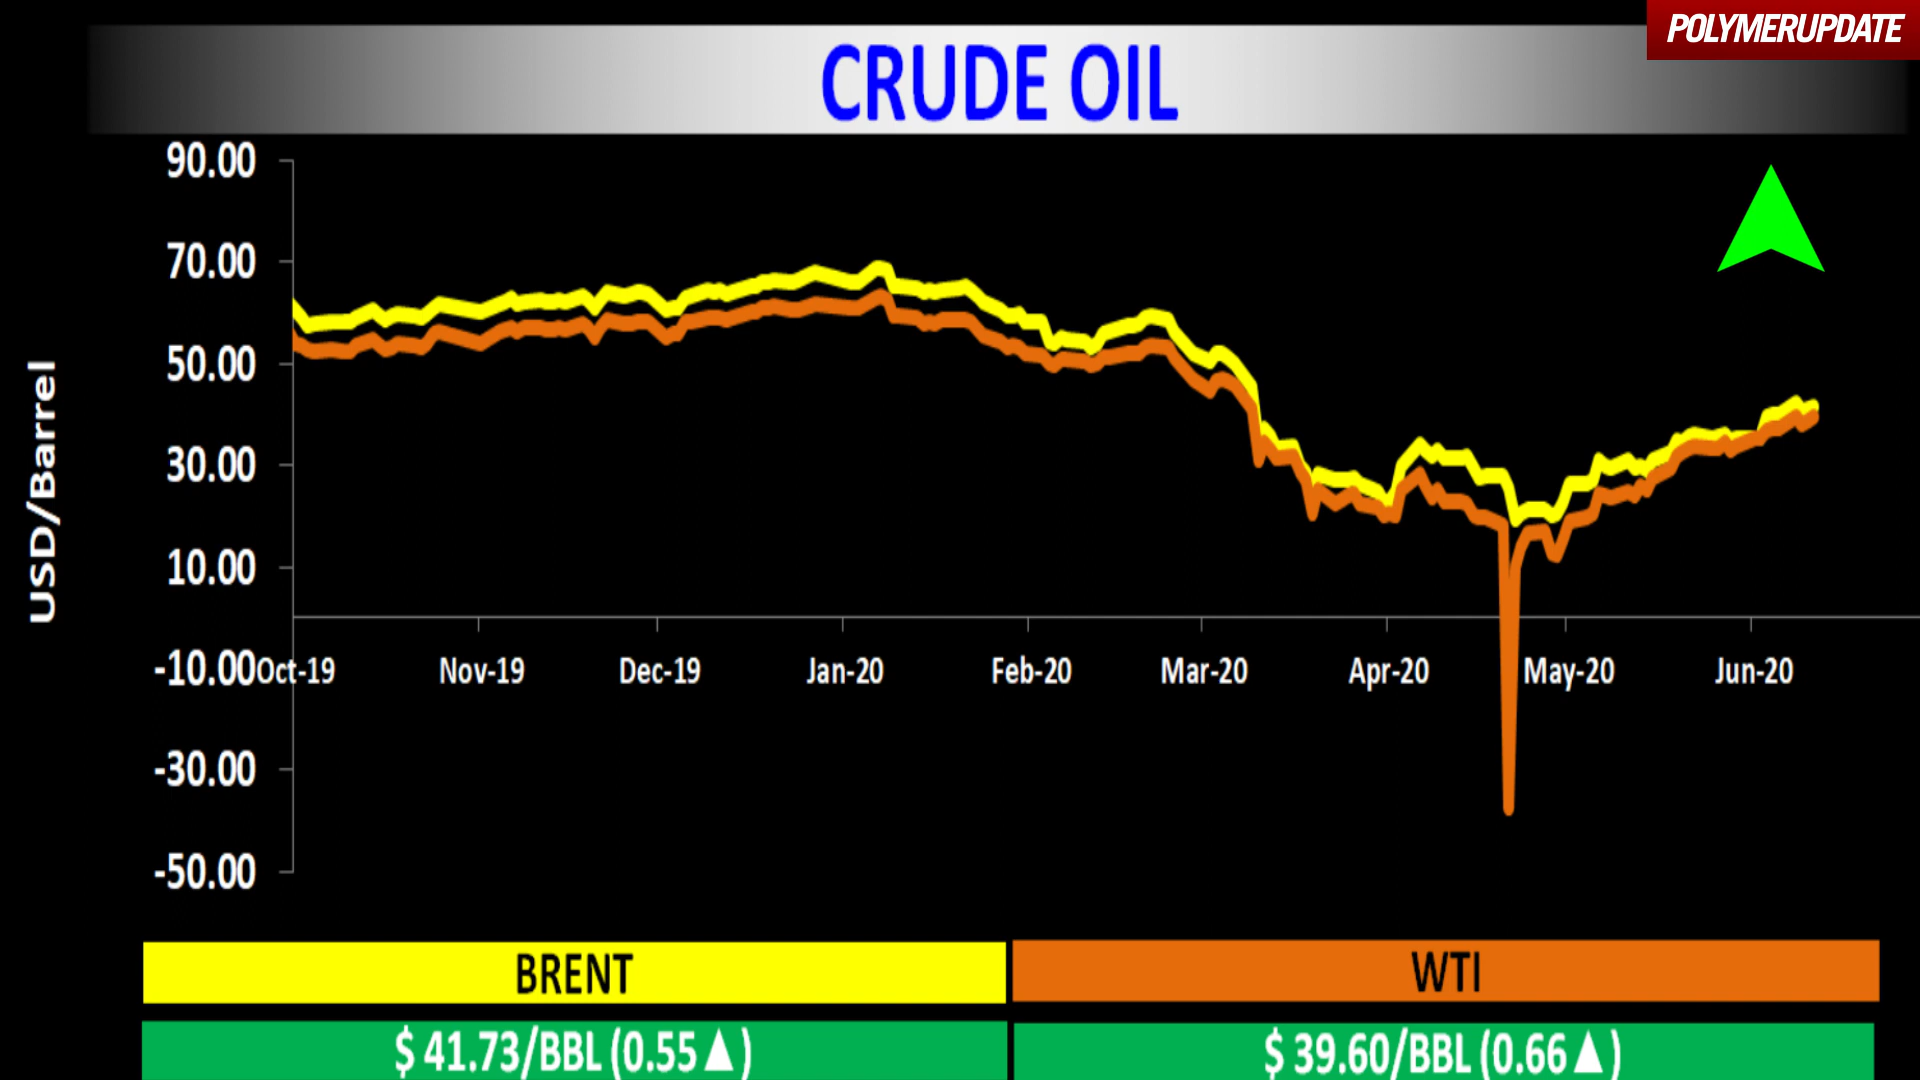 POLYMERUPDATE
CRUDE OIL
USD/Barrel
90.00
70.00
50.00
30.00
10.00
-10.00
-30.00
-50.00
Oct-19 Nov-19 Dec-19 Jan-20 Feb-20 Mar-20 Apr-20 May-20 Jun-20
BRENT WTI
$ 41.73/BBL (0.55▲) $ 39.60/BBL (0.66▲)